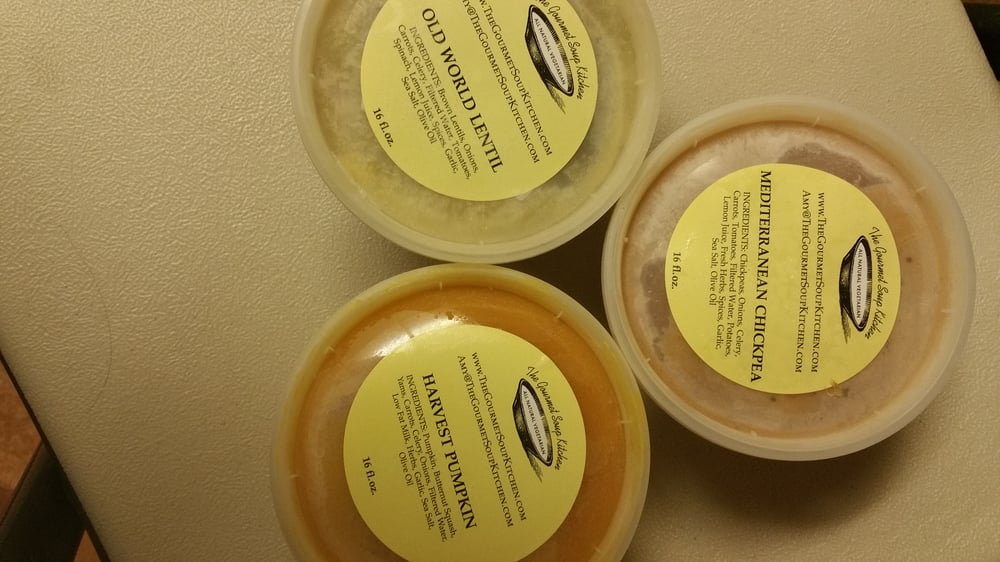 The Gourmet Soup Kitchen
ALL NATURAL VEGETARIAN
WW.THEGOURMETSOUPKITCHEN.COM
Y@THEGOURMETSOUPKITCHEN.COM
OLD WORLD LENTIL
INGREDIENTS: Brown Lentils, Onions,
Carrots, Celery, Filtered Water, Tomatoes,
Spinach, Lemon Juice, Spices, Garlic,
Sea Salt, Olive Oil
16 fl.oz.
The Gourmet Soup Kitchen
ALL NATURAL VEGETARIAN
WWW.THEGOURMETSOUPKITCHEN.COM
AMY@THEGOURMETSOUPKITCHEN.COM
MEDITERRANEAN CHICKPEA
INGREDIENTS: Chickpeas, Onions, Celery,
Carrots, Tomatoes, Filtered Water, Potatoes,
Lemon Juice, Fresh Herbs, Spices, Garlic,
Sea Salt, Olive Oil
16 fl.oz.
The Gourmet Soup Kitchen
ALL NATURAL VEGETARIAN
WWW.THEGOURMETSOUPKITCHEN.COM
AMY@THEGOURMETSOUPKITCHEN.COM
HARVEST PUMPKIN
INGREDIENTS: Pumpkin, Butternut Squash,
Yams, Carrots, Celery, Onions, Filtered Water,
Low Fat Milk, Herbs, Garlic, Sea Salt,
Olive Oil
16 fl.oz.